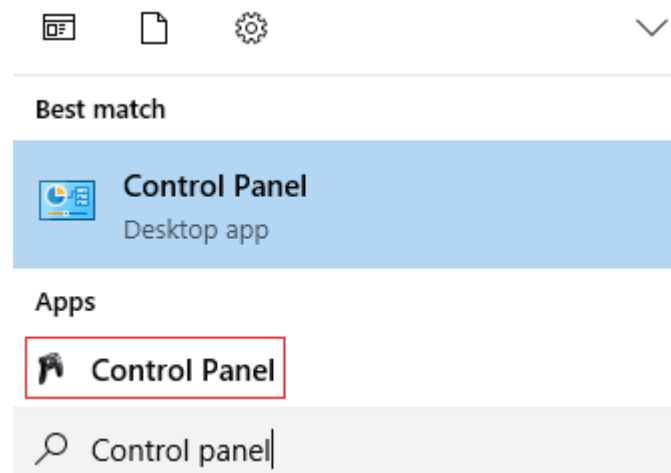 Best match
Control Panel
Desktop app
Apps
Control Panel
Control panel